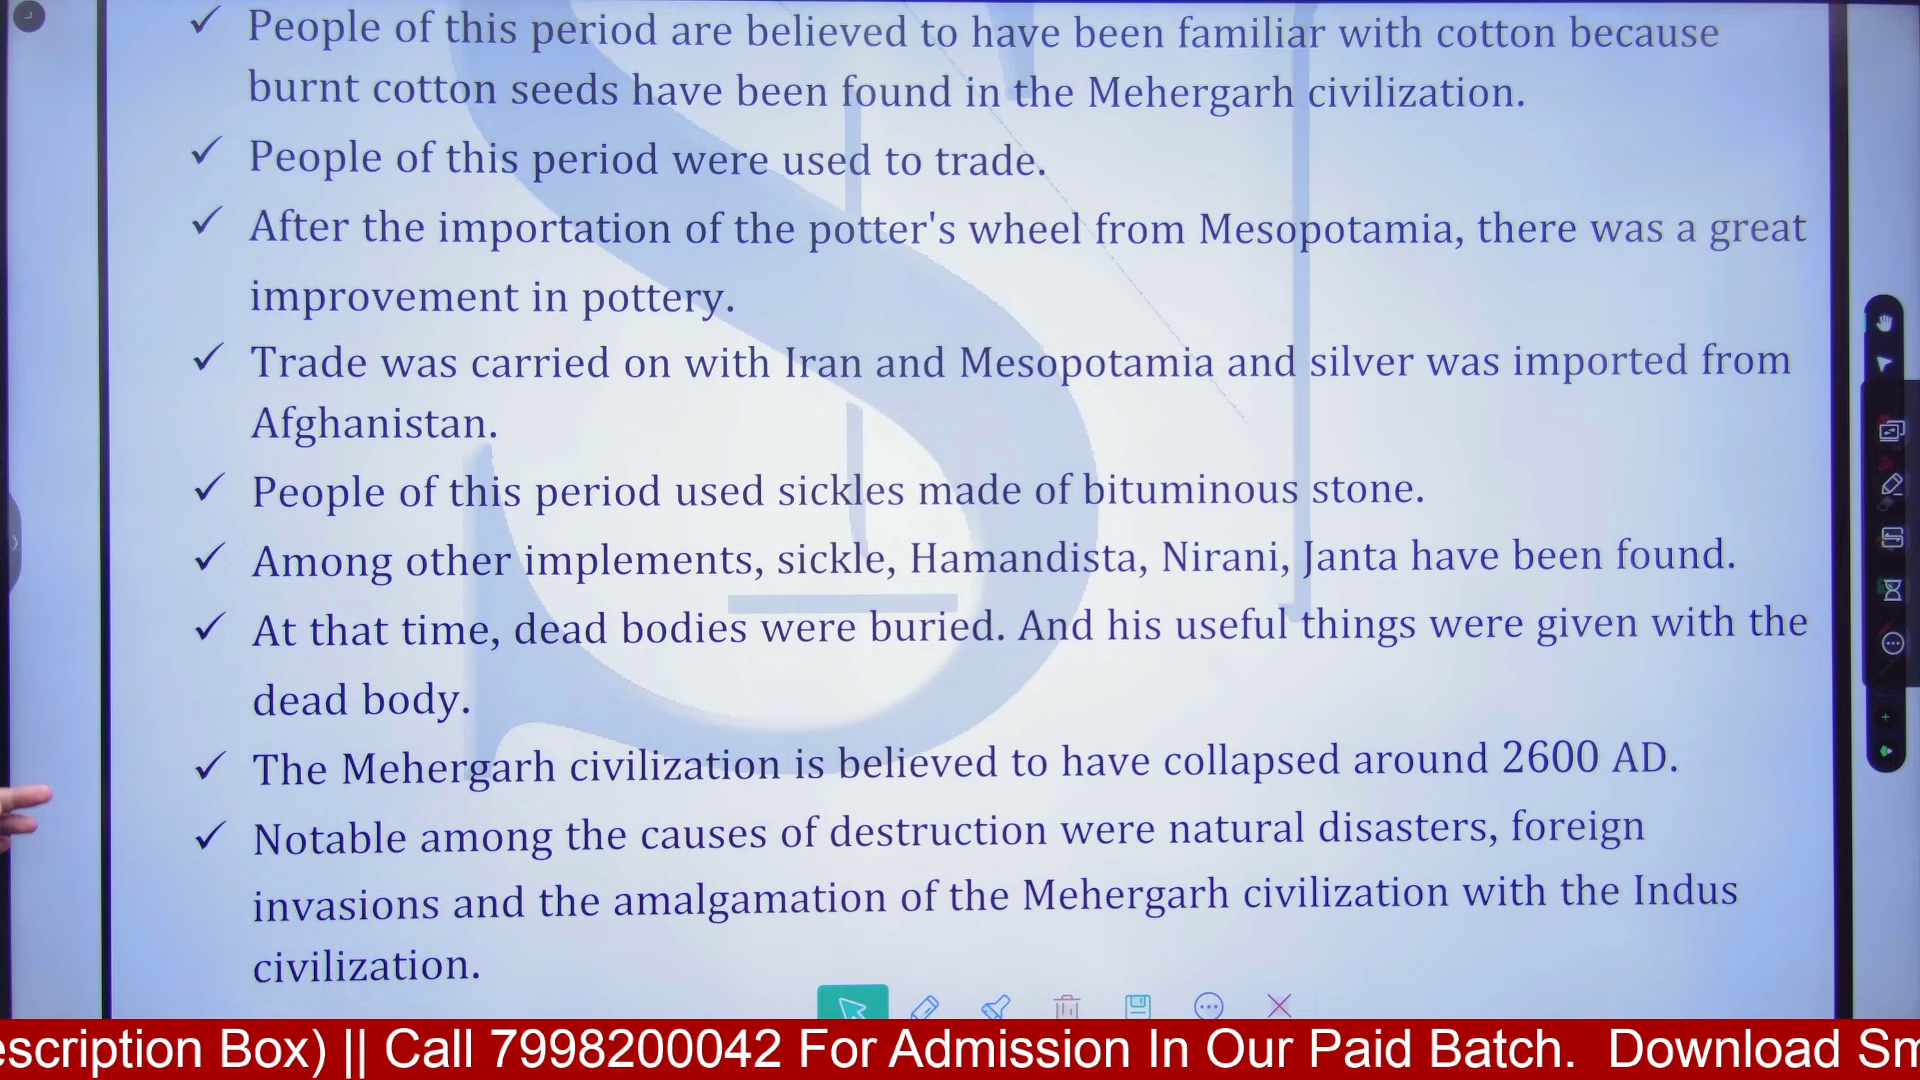 ✓ People of this period are believed to have been familiar with cotton because
burnt cotton seeds have been found in the Mehergarh civilization.
✓ People of this period were used to trade.
✓ After the importation of the potter's wheel from Mesopotamia, there was a great
improvement in pottery.
✓ Trade was carried on with Iran and Mesopotamia and silver was imported from
Afghanistan.
✓ People of this period used sickles made of bituminous stone.
✓ Among other implements, sickle, Hamandista, Nirani, Janta have been found.
✓ At that time, dead bodies were buried. And his useful things were given with the
dead body.
✓ The Mehergarh civilization is believed to have collapsed around 2600 AD.
✓ Notable among the causes of destruction were natural disasters, foreign
invasions and the amalgamation of the Mehergarh civilization with the Indus
civilization.
escription Box) || Call 7998200042 For Admission In Our Paid Batch. Download Sm